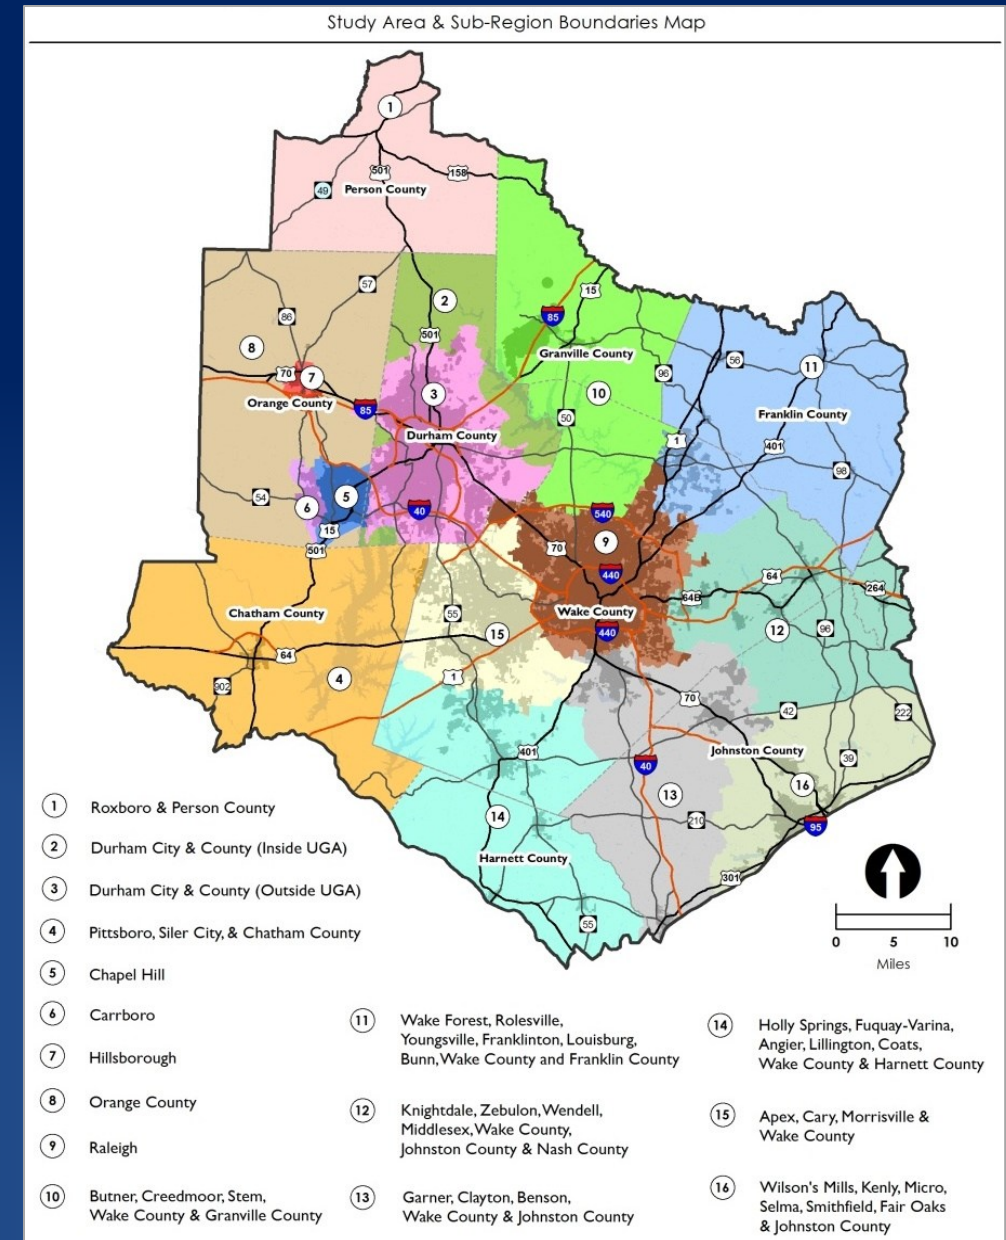 Study Area & Sub-Region Boundaries Map
1
501
158
49
Person County
57
2
15
86
85
501
Granville County
8
56
11
70
7
96
3
10
Orange County
85
Franklin County
50
Durham County
1
401
98
54
5
6
40
540
15
70
9
501
440
64
264
64B
Chatham County
55
Wake County
15
440
12
96
64
4
1
902
70
42
222
401
Johnston County
39
40
13
16
14
210
95
Harnett County
301
55
0 5 10
Miles
1 Roxboro & Person County
2 Durham City & County (Inside UGA)
3 Durham City & County (Outside UGA)
4 Pittsboro, Siler City, & Chatham County
5 Chapel Hill
6 Carrboro
7 Hillsborough
8 Orange County
9 Raleigh
10 Butner, Creedmoor, Stem,
Wake County & Granville County
11 Wake Forest, Rolesville,
Youngsville, Franklinton, Louisburg,
Bunn, Wake County and Franklin County
12 Knightdale, Zebulon, Wendell,
Middlesex, Wake County,
Johnston County & Nash County
13 Garner, Clayton, Benson,
Wake County & Johnston County
14 Holly Springs, Fuquay-Varina,
Angier, Lillington, Coats,
Wake County & Harnett County
15 Apex, Cary, Morrisville &
Wake County
16 Wilson's Mills, Kenly, Micro,
Selma, Smithfield, Fair Oaks
& Johnston County